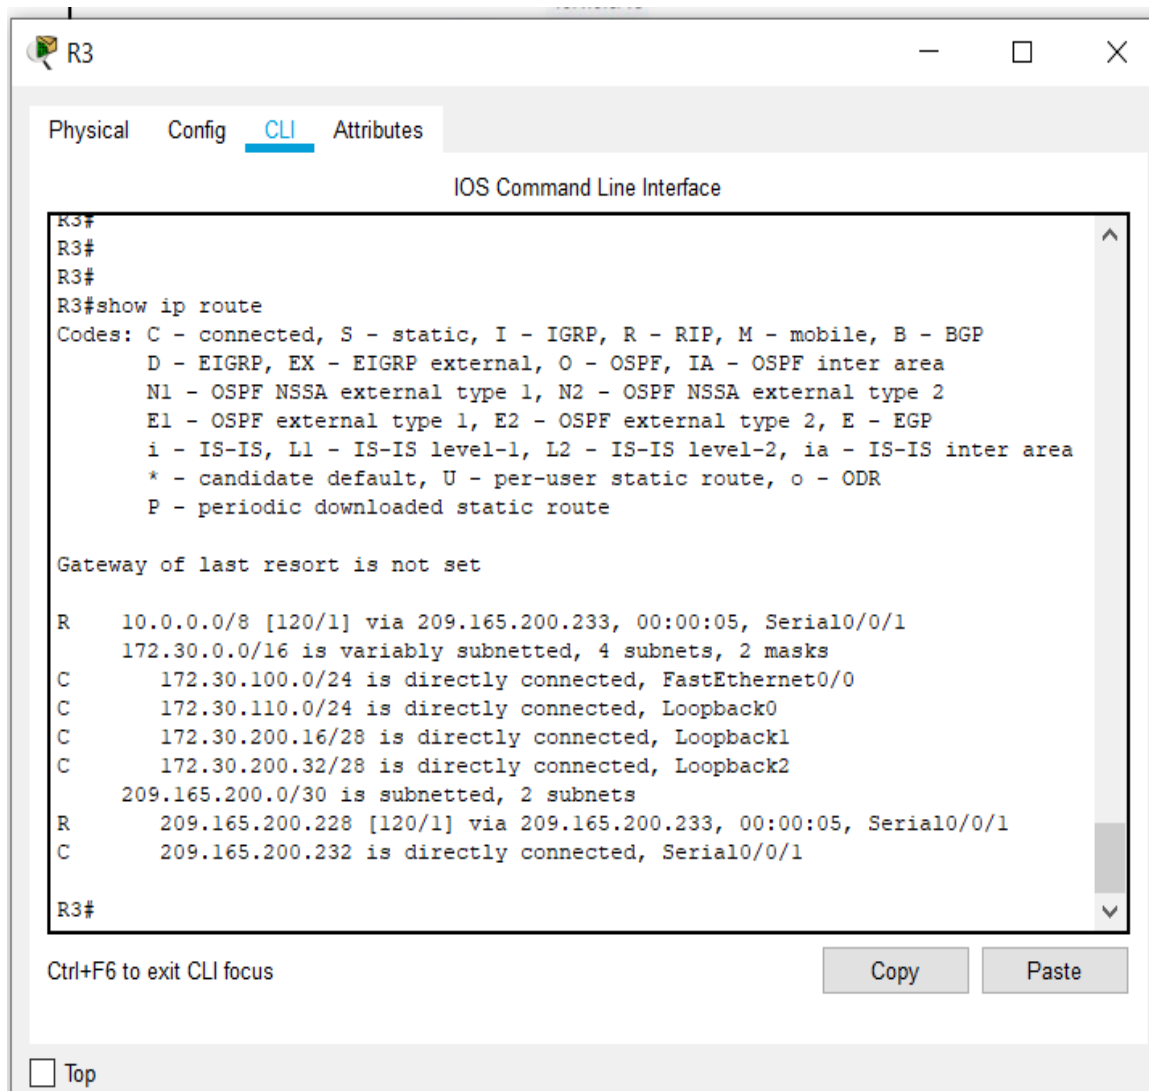 R3
Physical Config CLI Attributes
IOS Command Line Interface
R3#
R3#
R3#
R3#show ip route
Codes: C - connected, S - static, I - IGRP, R - RIP, M - mobile, B - BGP
       D - EIGRP, EX - EIGRP external, O - OSPF, IA - OSPF inter area
       N1 - OSPF NSSA external type 1, N2 - OSPF NSSA external type 2
       E1 - OSPF external type 1, E2 - OSPF external type 2, E - EGP
       i - IS-IS, L1 - IS-IS level-1, L2 - IS-IS level-2, ia - IS-IS inter area
       * - candidate default, U - per-user static route, o - ODR
       P - periodic downloaded static route
Gateway of last resort is not set
R    10.0.0.0/8 [120/1] via 209.165.200.233, 00:00:05, Serial0/0/1
     172.30.0.0/16 is variably subnetted, 4 subnets, 2 masks
C       172.30.100.0/24 is directly connected, FastEthernet0/0
C       172.30.110.0/24 is directly connected, Loopback0
C       172.30.200.16/28 is directly connected, Loopback1
C       172.30.200.32/28 is directly connected, Loopback2
     209.165.200.0/30 is subnetted, 2 subnets
R       209.165.200.228 [120/1] via 209.165.200.233, 00:00:05, Serial0/0/1
C       209.165.200.232 is directly connected, Serial0/0/1
R3#
Ctrl+F6 to exit CLI focus
Copy Paste
Top